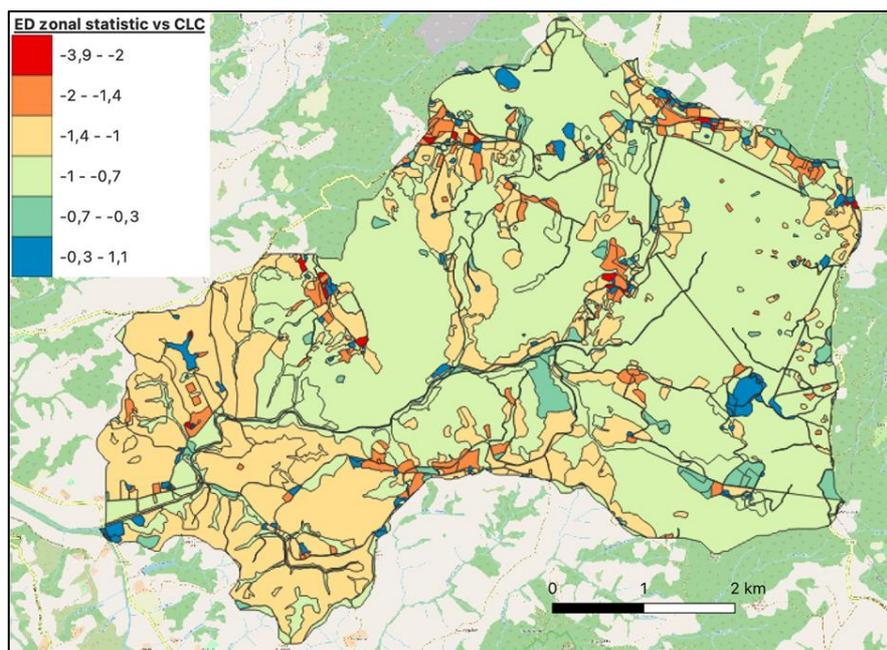 ED zonal statistic vs CLC
-3,9 - -2
-2 - -1,4
-1,4 - -1
-1 - -0,7
-0,7 - -0,3
-0,3 - 1,1
0 1 2 km